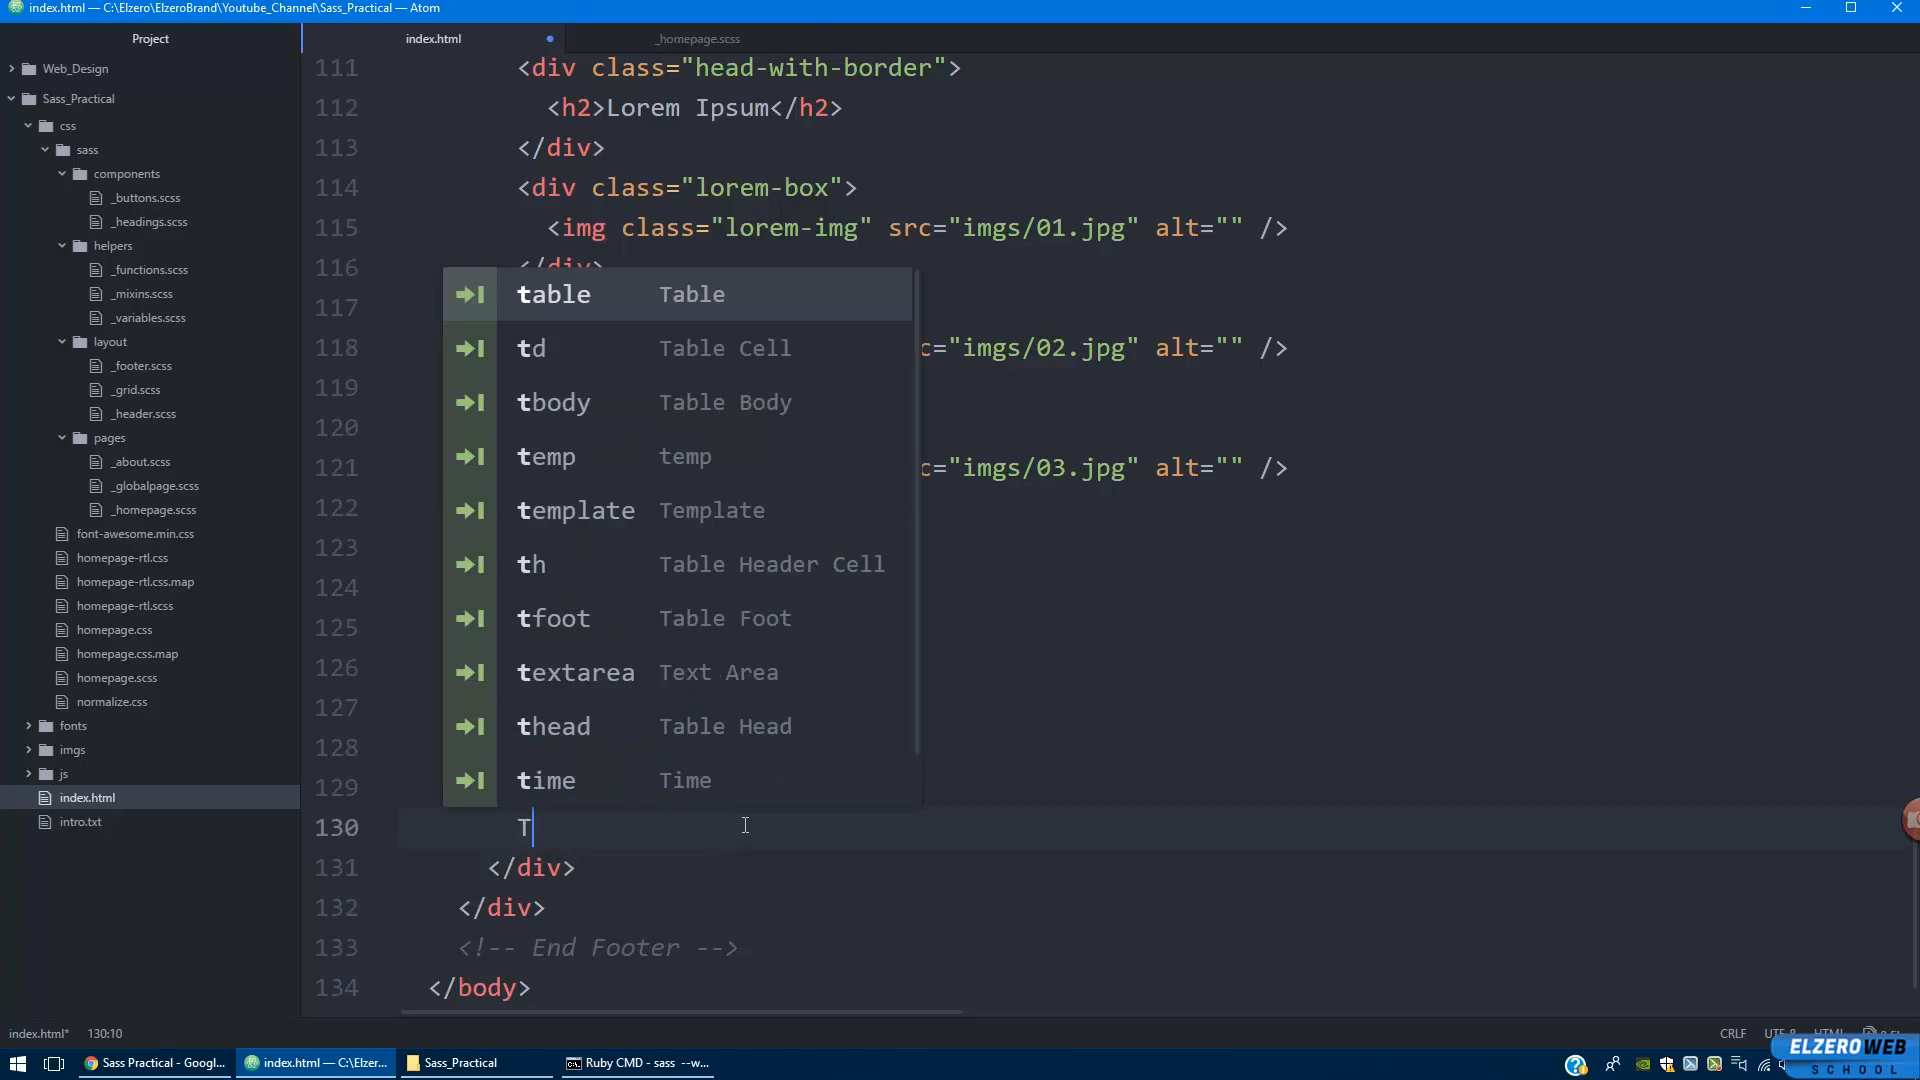 index.html — C:\Elzero\ElzeroBrand\Youtube_Channel\Sass_Practical — Atom
Project
index.html
_homepage.scss
Web_Design
Sass_Practical
css
sass
components
_buttons.scss
_headings.scss
helpers
_functions.scss
_mixins.scss
_variables.scss
layout
_footer.scss
_grid.scss
_header.scss
pages
_about.scss
_globalpage.scss
_homepage.scss
font-awesome.min.css
homepage-rtl.css
homepage-rtl.css.map
homepage-rtl.scss
homepage.css
homepage.css.map
homepage.scss
normalize.css
fonts
imgs
js
index.html
intro.txt
111 <div class="head-with-border">
112 <h2>Lorem Ipsum</h2>
113 </div>
114 <div class="lorem-box">
115 <img class="lorem-img" src="imgs/01.jpg" alt="" />
116 </div>
117
118 c="imgs/02.jpg" alt="" />
119
120
121 c="imgs/03.jpg" alt="" />
122
123
124
125
126
127
128
129
130 T
131 </div>
132 </div>
133 <!-- End Footer -->
134 </body>
table Table
td Table Cell
tbody Table Body
temp temp
template Template
th Table Header Cell
tfoot Table Foot
textarea Text Area
thead Table Head
time Time
index.html* 130:10
CRLF UTF-8 HTML
Sass Practical - Googl...
index.html — C:\Elzer...
Sass_Practical
Ruby CMD - sass --w...
ELZEROWEB
SCHOOL